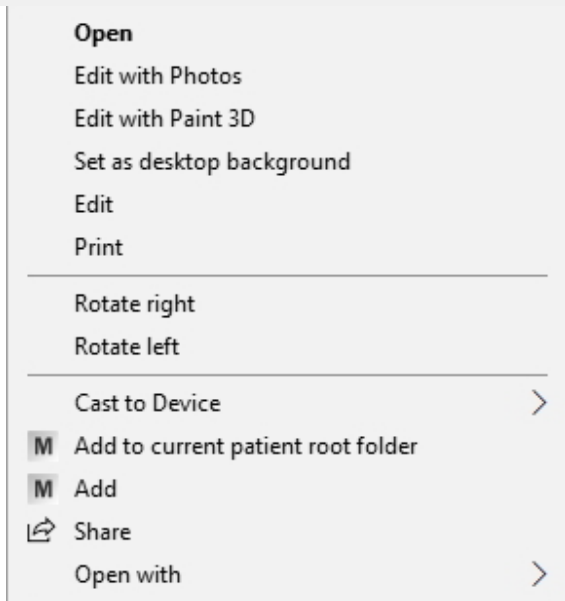 Open
Edit with Photos
Edit with Paint 3D
Set as desktop background
Edit
Print
Rotate right
Rotate left
Cast to Device
M Add to current patient root folder
M Add
Share
Open with